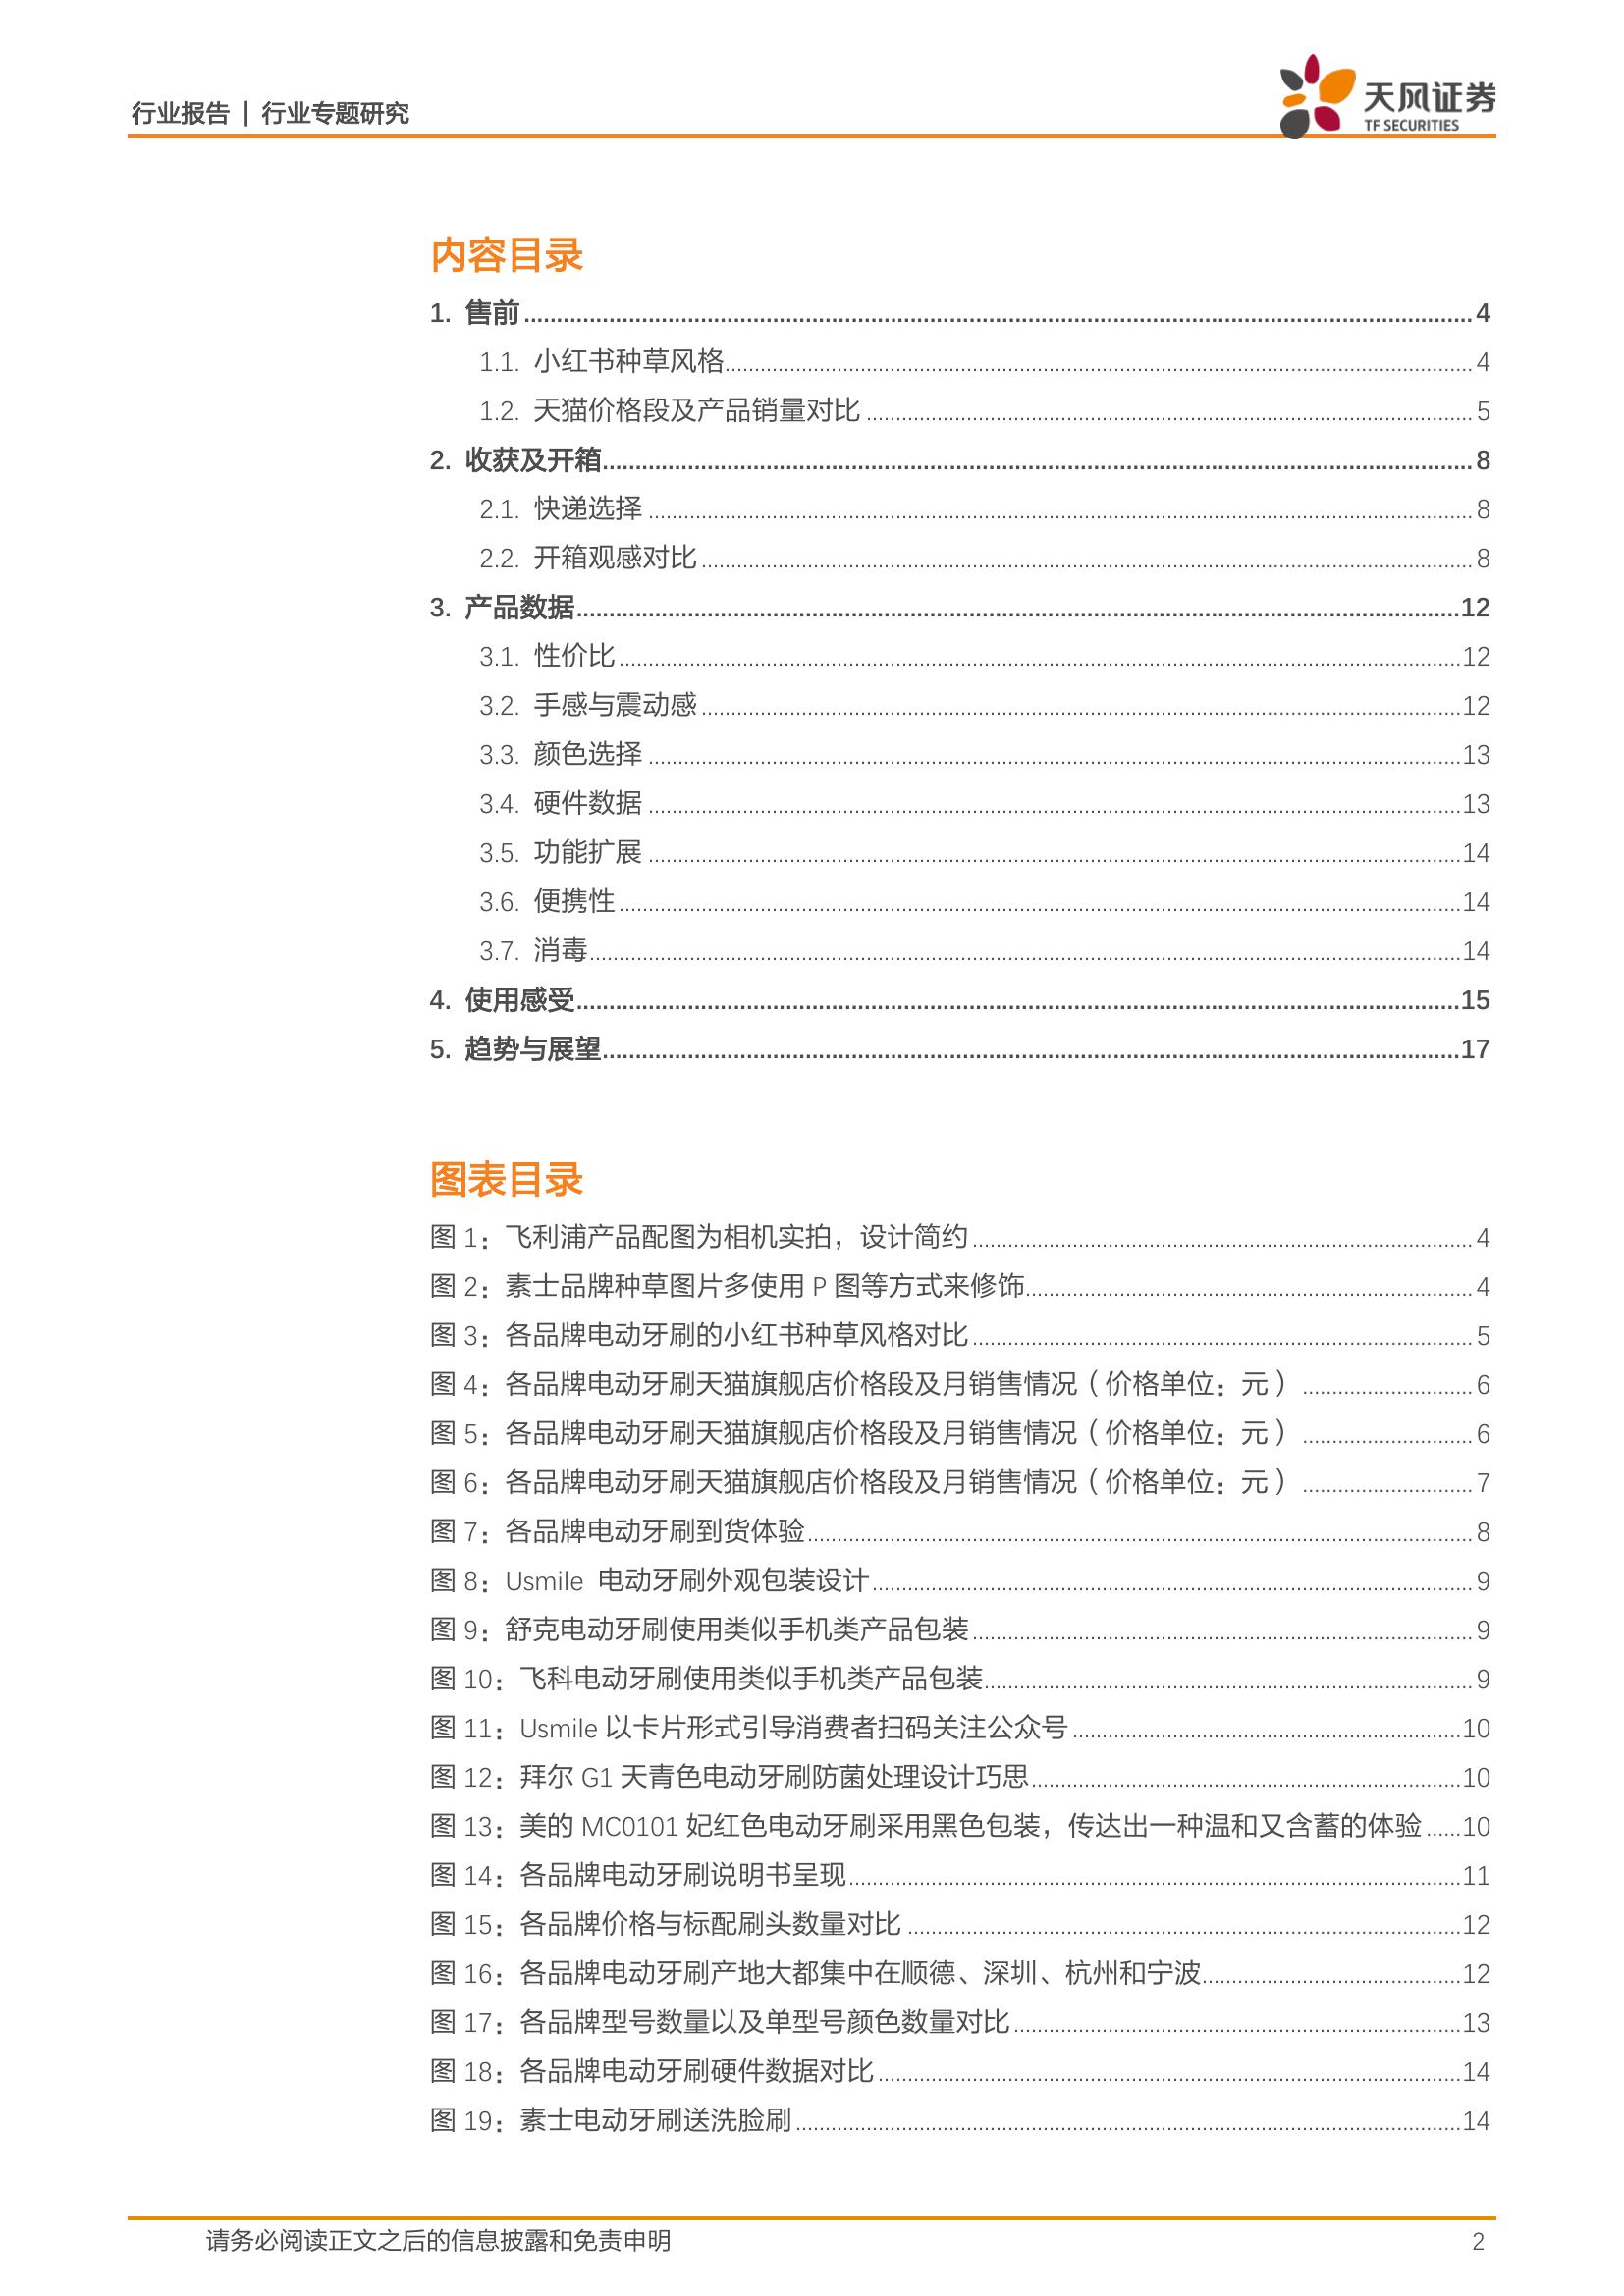 行业报告 | 行业专题研究
天风证券
TF SECURITIES
内容目录
1. 售前 4
1.1. 小红书种草风格 4
1.2. 天猫价格段及产品销量对比 5
2. 收获及开箱 8
2.1. 快递选择 8
2.2. 开箱观感对比 8
3. 产品数据 12
3.1. 性价比 12
3.2. 手感与震动感 12
3.3. 颜色选择 13
3.4. 硬件数据 13
3.5. 功能扩展 14
3.6. 便携性 14
3.7. 消毒 14
4. 使用感受 15
5. 趋势与展望 17
图表目录
图 1：飞利浦产品配图为相机实拍，设计简约 4
图 2：素士品牌种草图片多使用 P 图等方式来修饰 4
图 3：各品牌电动牙刷的小红书种草风格对比 5
图 4：各品牌电动牙刷天猫旗舰店价格段及月销售情况（价格单位：元） 6
图 5：各品牌电动牙刷天猫旗舰店价格段及月销售情况（价格单位：元） 6
图 6：各品牌电动牙刷天猫旗舰店价格段及月销售情况（价格单位：元） 7
图 7：各品牌电动牙刷到货体验 8
图 8：Usmile 电动牙刷外观包装设计 9
图 9：舒克电动牙刷使用类似手机类产品包装 9
图 10：飞科电动牙刷使用类似手机类产品包装 9
图 11：Usmile 以卡片形式引导消费者扫码关注公众号 10
图 12：拜尔 G1 天青色电动牙刷防菌处理设计巧思 10
图 13：美的 MC0101 妃红色电动牙刷采用黑色包装，传达出一种温和又含蓄的体验 10
图 14：各品牌电动牙刷说明书呈现 11
图 15：各品牌价格与标配刷头数量对比 12
图 16：各品牌电动牙刷产地大都集中在顺德、深圳、杭州和宁波 12
图 17：各品牌型号数量以及单型号颜色数量对比 13
图 18：各品牌电动牙刷硬件数据对比 14
图 19：素士电动牙刷送洗脸刷 14
请务必阅读正文之后的信息披露和免责申明 2